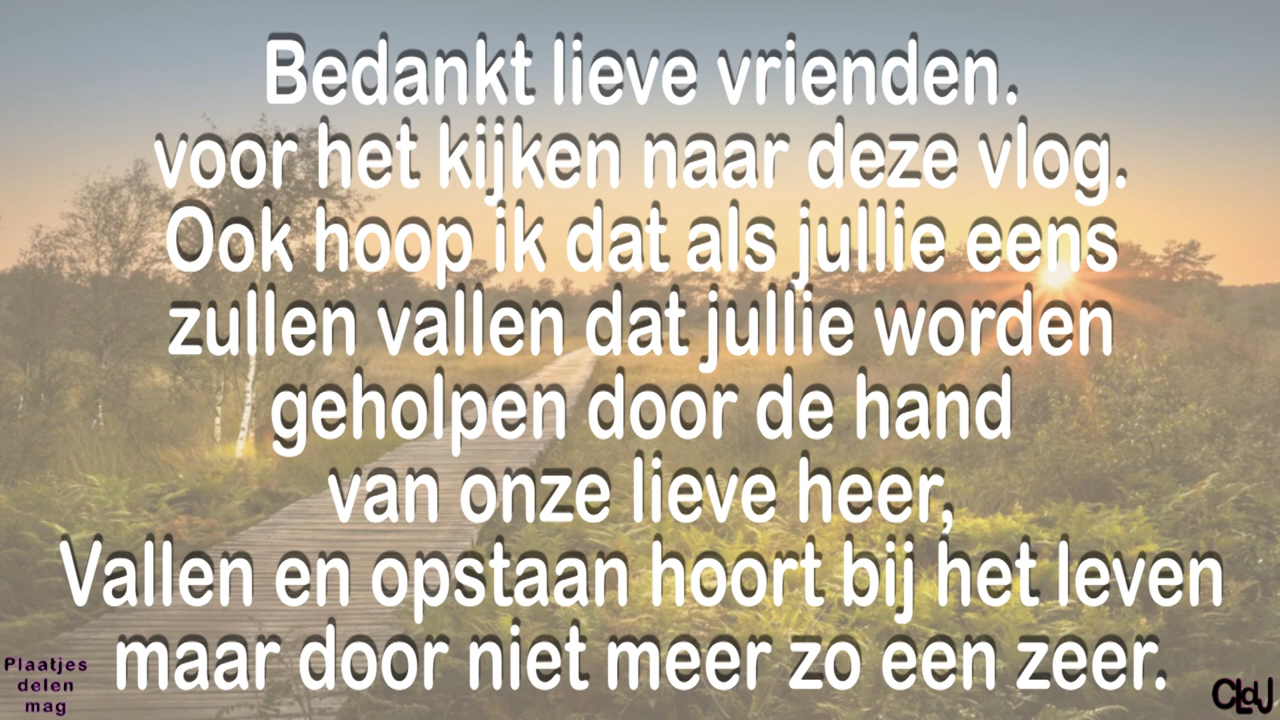 Bedankt lieve vrienden.
voor het kijken naar deze vlog.
Ook hoop ik dat als jullie eens
zullen vallen dat jullie worden
geholpen door de hand
van onze lieve heer,
Vallen en opstaan hoort bij het leven
maar door niet meer zo een zeer.
Plaatjes
delen
mag
CLdJ